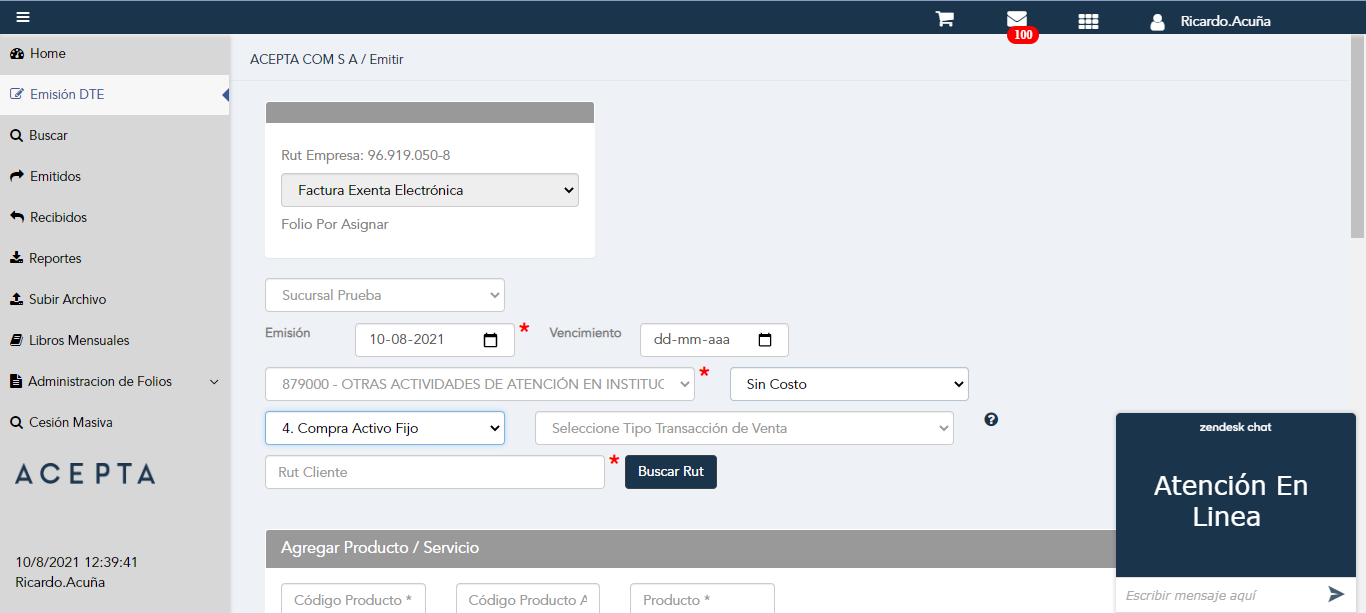 100
Ricardo.Acuña
Home
Emisión DTE
Buscar
Emitidos
Recibidos
Reportes
Subir Archivo
Libros Mensuales
Administracion de Folios
Cesión Masiva
ACEPTA
10/8/2021 12:39:41
Ricardo.Acuña
ACEPTA COM S A / Emitir
Rut Empresa: 96.919.050-8
Factura Exenta Electrónica
Folio Por Asignar
Sucursal Prueba
Emisión 10-08-2021 * Vencimiento dd-mm-aaa
879000 - OTRAS ACTIVIDADES DE ATENCIÓN EN INSTITUC * Sin Costo
4. Compra Activo Fijo Seleccione Tipo Transacción de Venta ?
Rut Cliente * Buscar Rut
Agregar Producto / Servicio
Código Producto * Código Producto A Producto *
zendesk chat
Atención En
Linea
Escribir mensaje aquí